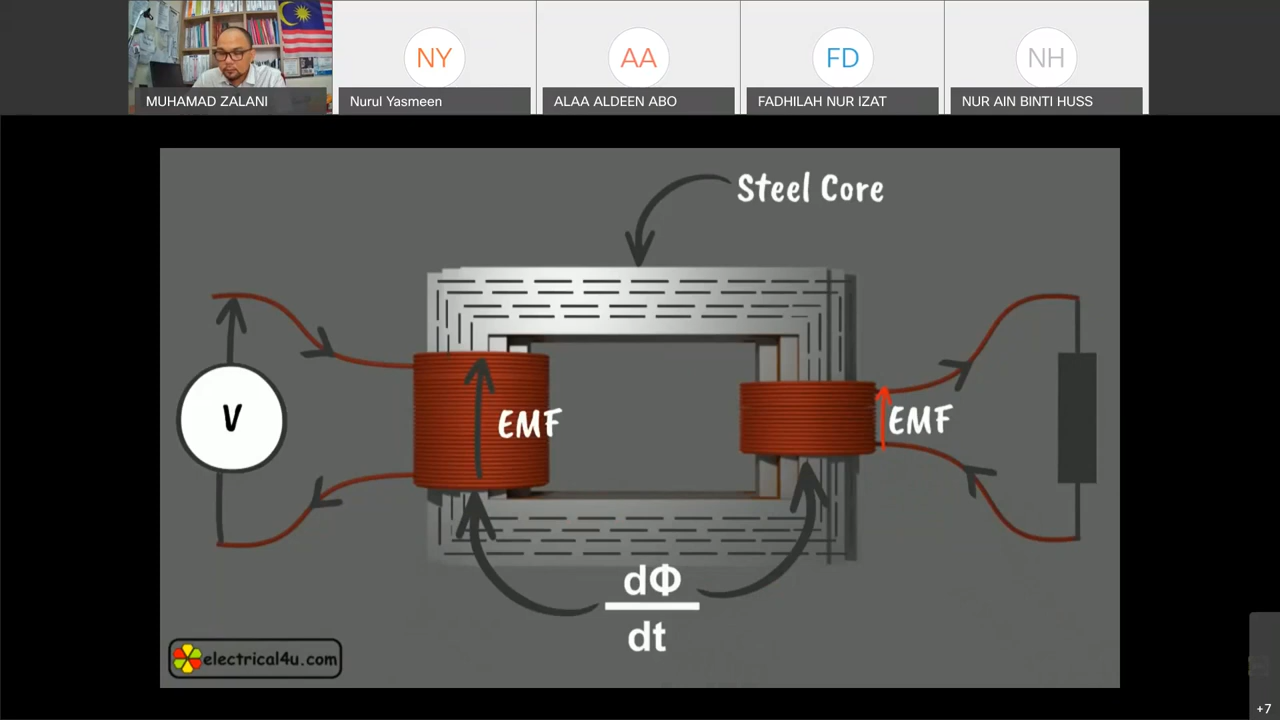 NY
AA
FD
NH
MUHAMAD ZALANI
Nurul Yasmeen
ALAA ALDEEN ABO
FADHILAH NUR IZAT
NUR AIN BINTI HUSS
Steel Core
V
EMF
EMF
dΦ
dt
electrical4u.com
+7